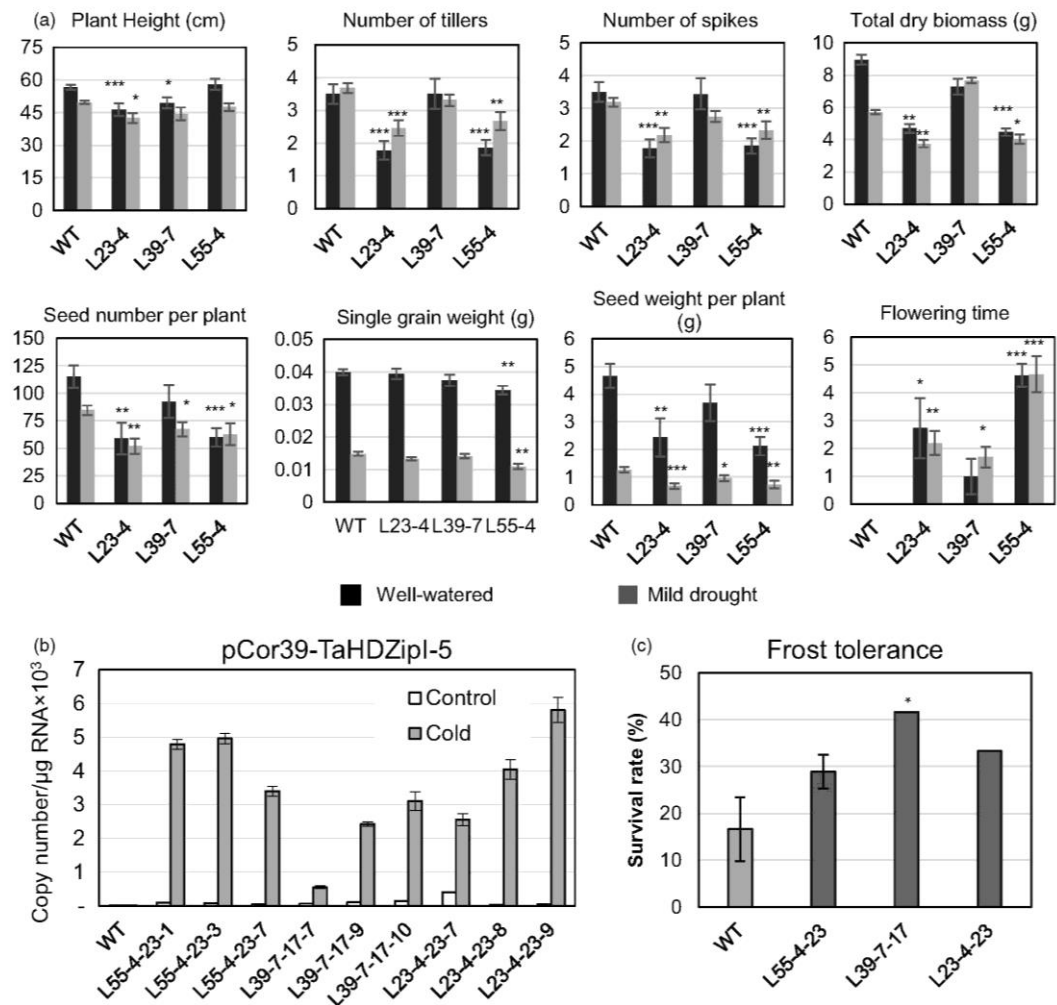 (a)
Plant Height (cm)
75
60
45
30
15
0
*** * *
WT L23-4 L39-7 L55-4
Number of tillers
5
4
3
2
1
0
*** *** *** **
WT L23-4 L39-7 L55-4
Number of spikes
5
4
3
2
1
0
*** ** *** **
WT L23-4 L39-7 L55-4
Total dry biomass (g)
10
8
6
4
2
0
** ** *** *
WT L23-4 L39-7 L55-4
Seed number per plant
150
125
100
75
50
25
0
** ** * *** *
WT L23-4 L39-7 L55-4
Single grain weight (g)
0.05
0.04
0.03
0.02
0.01
0
** **
WT L23-4 L39-7 L55-4
Seed weight per plant
(g)
6
5
4
3
2
1
0
** *** * *** **
WT L23-4 L39-7 L55-4
Flowering time
6
5
4
3
2
1
0
* ** * *** ***
WT L23-4 L39-7 L55-4
Well-watered Mild drought
(b)
pCor39-TaHDZipI-5
Copy number/µg RNA×10³
7
6
5
4
3
2
1
-
Control
Cold
WT L55-4-23-1 L55-4-23-3 L55-4-23-7 L39-7-17-7 L39-7-17-9 L39-7-17-10 L23-4-23-7 L23-4-23-8 L23-4-23-9
(c)
Frost tolerance
Survival rate (%)
50
40
30
20
10
0
*
WT L55-4-23 L39-7-17 L23-4-23